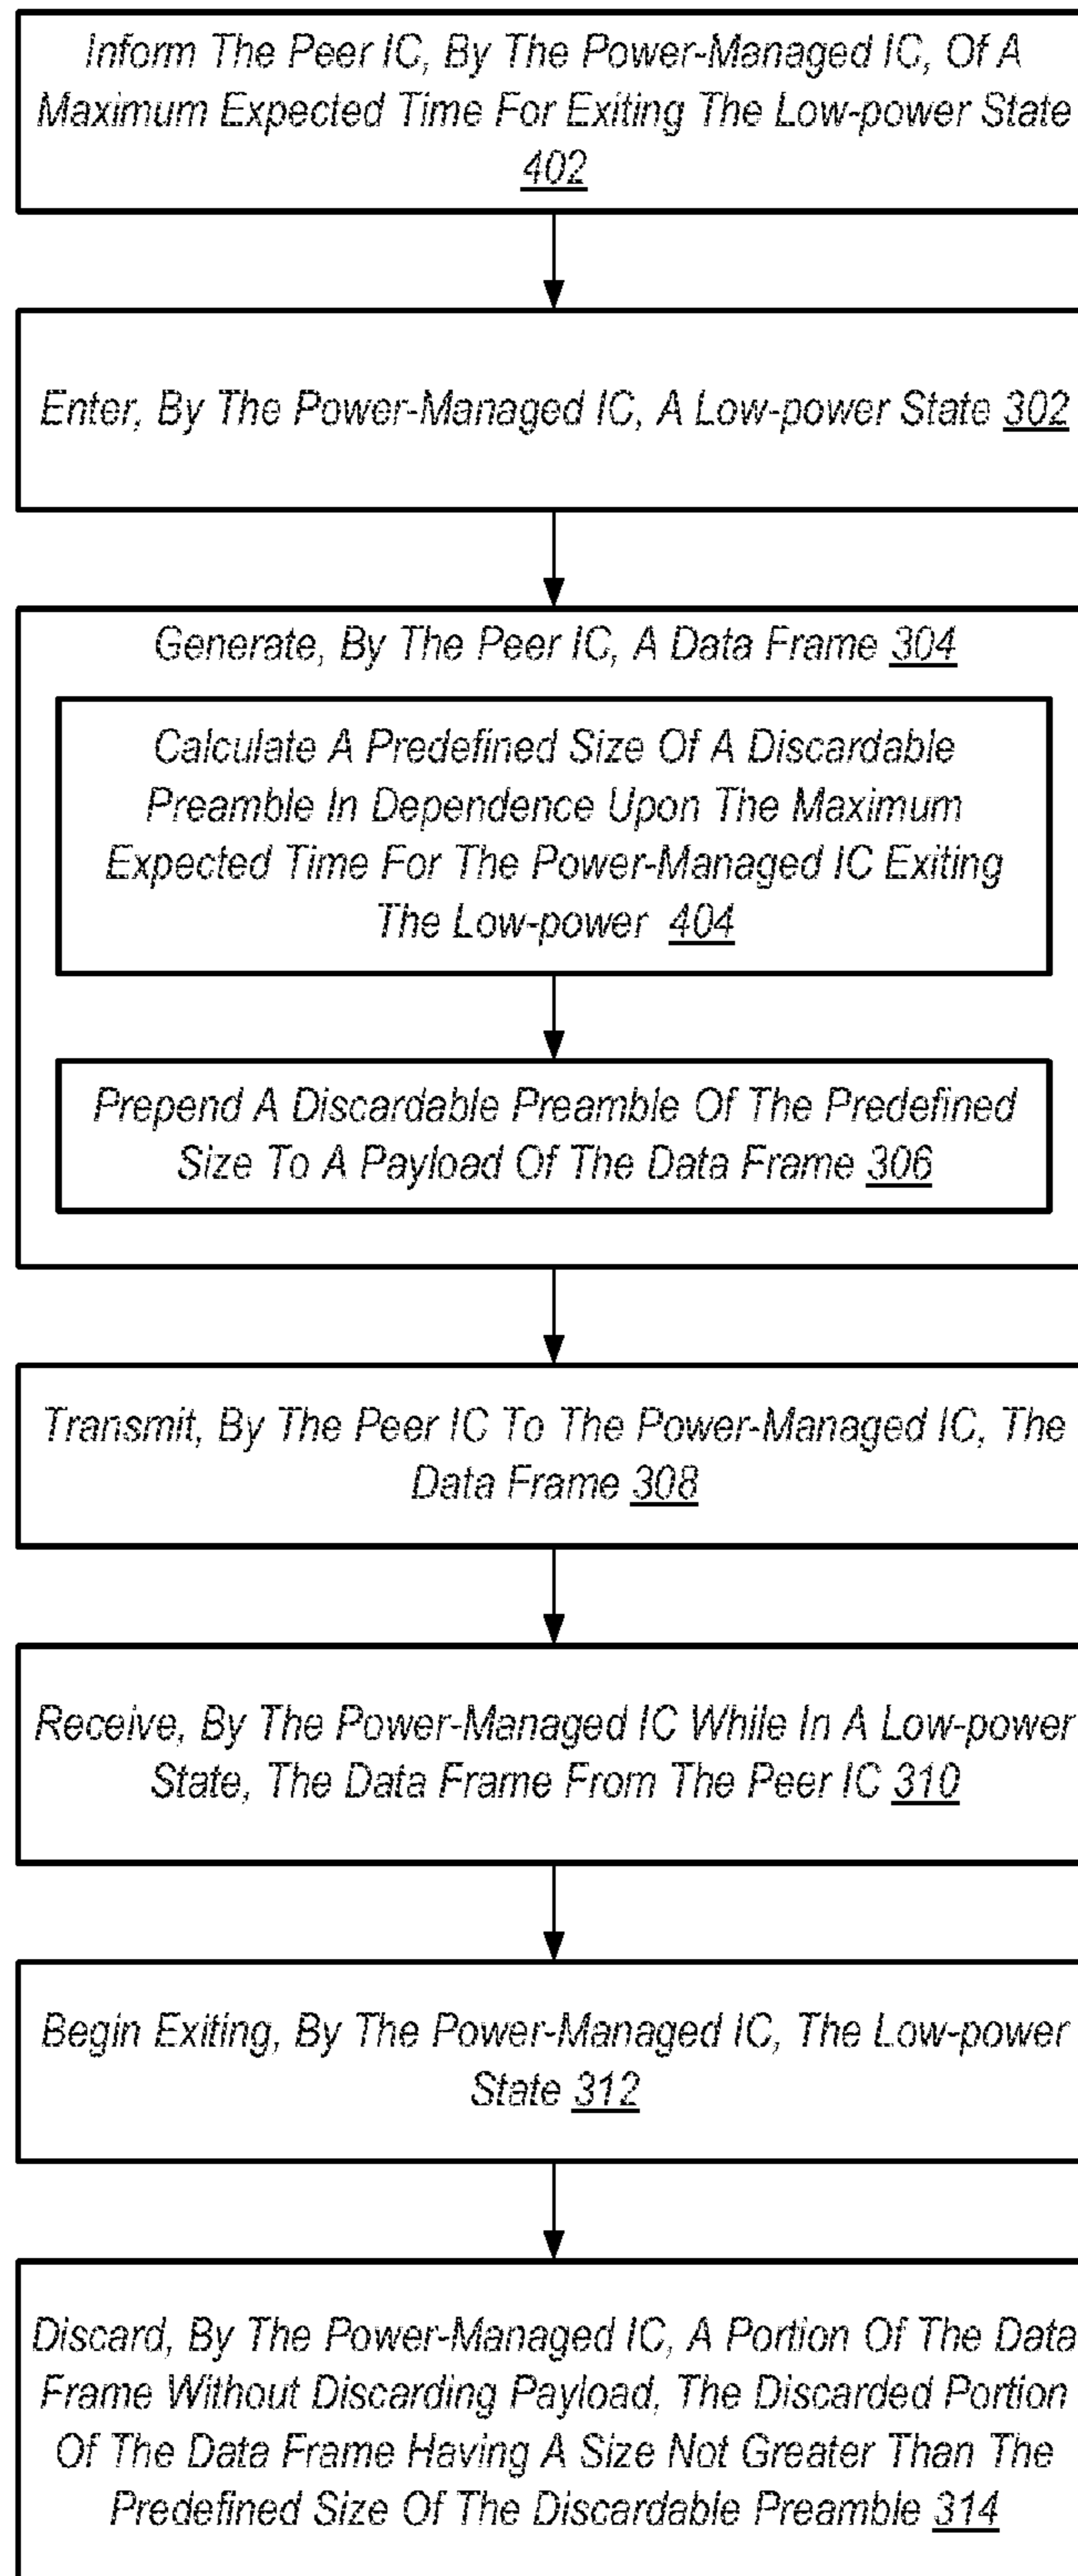 Inform The Peer IC, By The Power-Managed IC, Of A
Maximum Expected Time For Exiting The Low-power State
402
Enter, By The Power-Managed IC, A Low-power State 302
Generate, By The Peer IC, A Data Frame 304
Calculate A Predefined Size Of A Discardable
Preamble In Dependence Upon The Maximum
Expected Time For The Power-Managed IC Exiting
The Low-power 404
Prepend A Discardable Preamble Of The Predefined
Size To A Payload Of The Data Frame 306
Transmit, By The Peer IC To The Power-Managed IC, The
Data Frame 308
Receive, By The Power-Managed IC While In A Low-power
State, The Data Frame From The Peer IC 310
Begin Exiting, By The Power-Managed IC, The Low-power
State 312
Discard, By The Power-Managed IC, A Portion Of The Data
Frame Without Discarding Payload, The Discarded Portion
Of The Data Frame Having A Size Not Greater Than The
Predefined Size Of The Discardable Preamble 314